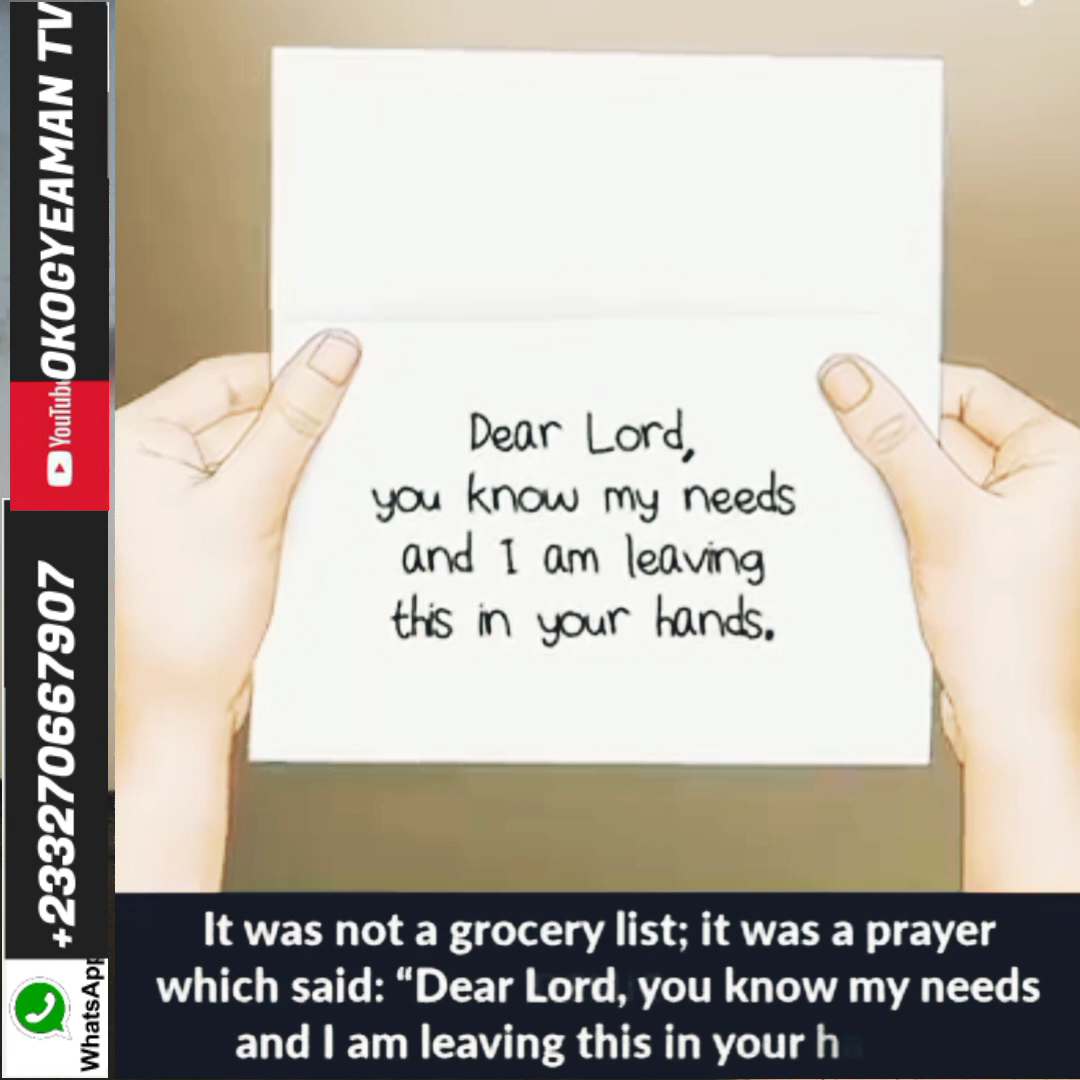 OKOGYEAMAN TV
YouTube
+233270667907
WhatsApp
Dear Lord,
you know my needs
and I am leaving
this in your hands.
It was not a grocery list; it was a prayer
which said: “Dear Lord, you know my needs
and I am leaving this in your h